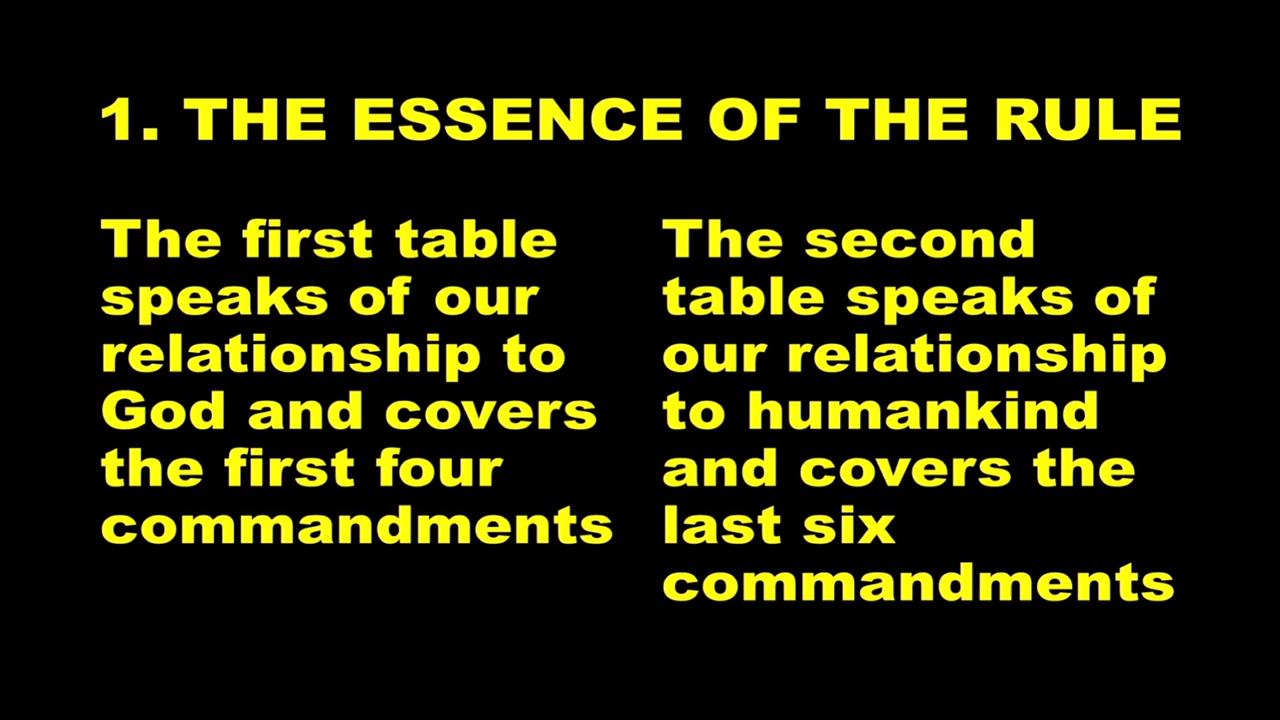 1. THE ESSENCE OF THE RULE
The first table
speaks of our
relationship to
God and covers
the first four
commandments
The second
table speaks of
our relationship
to humankind
and covers the
last six
commandments